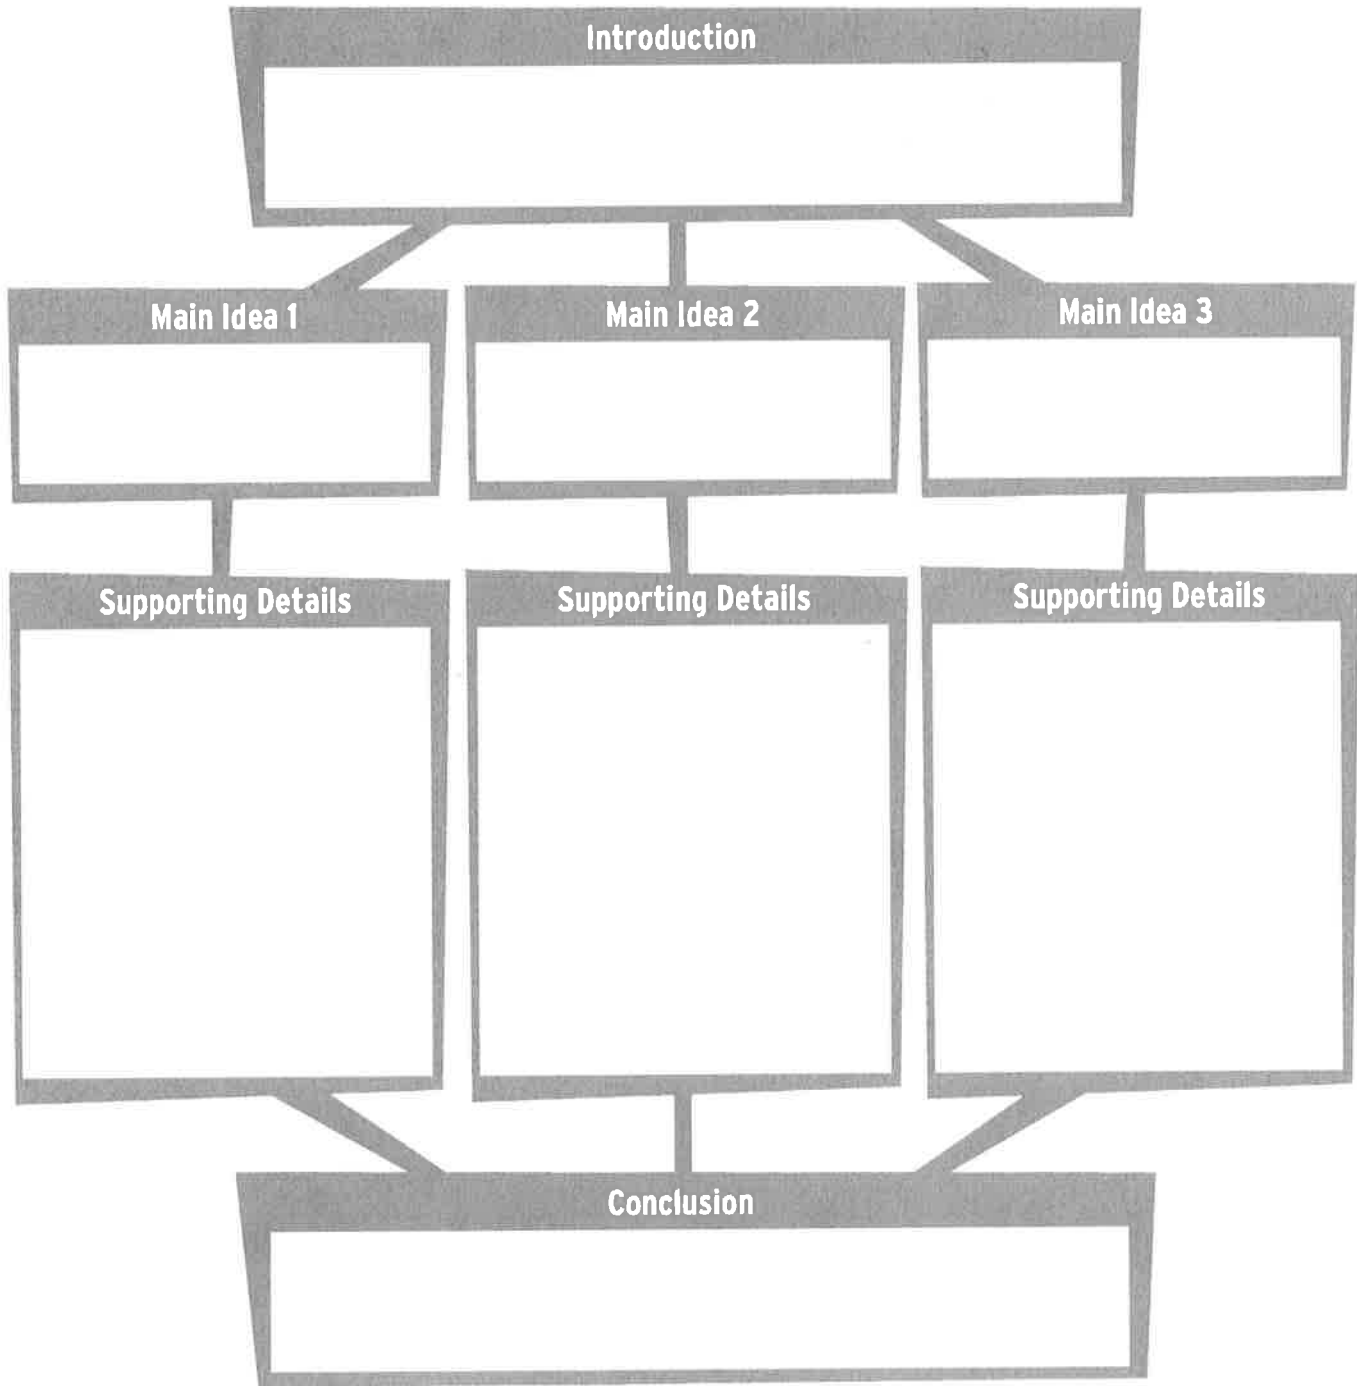 Introduction
Main Idea 1
Main Idea 2
Main Idea 3
Supporting Details
Supporting Details
Supporting Details
Conclusion